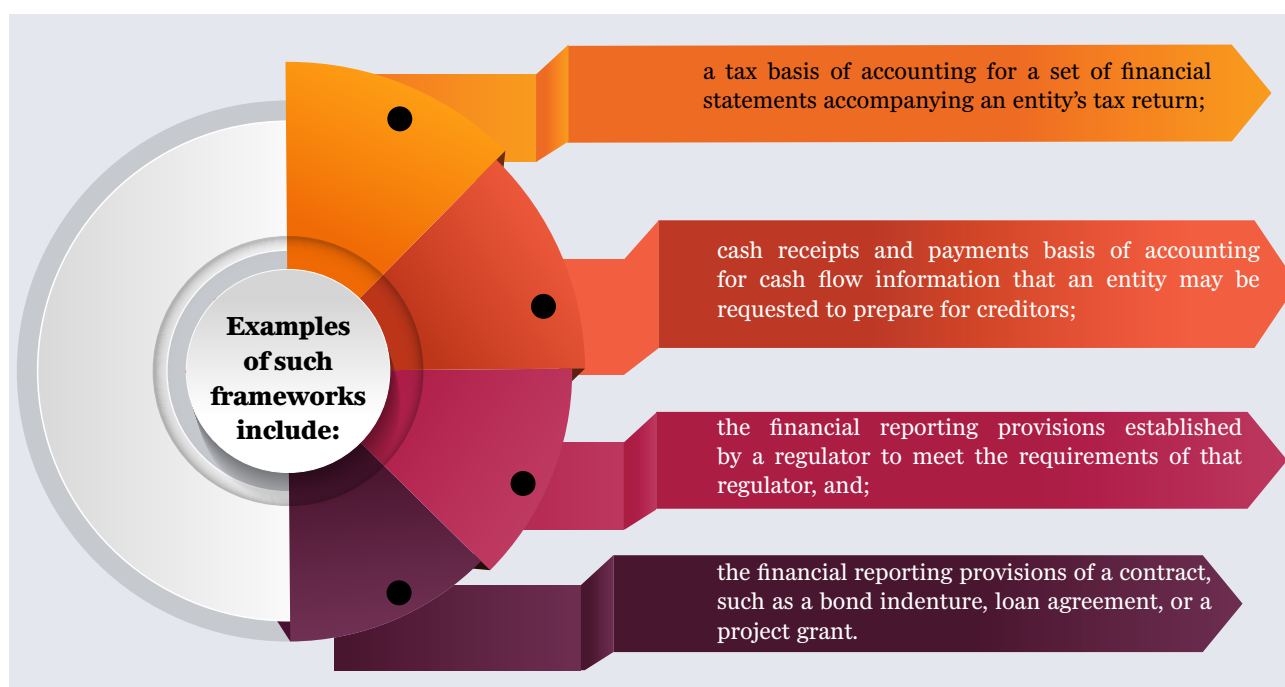 Examples
of such
frameworks
include:
a tax basis of accounting for a set of financial
statements accompanying an entity’s tax return;
cash receipts and payments basis of accounting
for cash flow information that an entity may be
requested to prepare for creditors;
the financial reporting provisions established
by a regulator to meet the requirements of that
regulator, and;
the financial reporting provisions of a contract,
such as a bond indenture, loan agreement, or a
project grant.